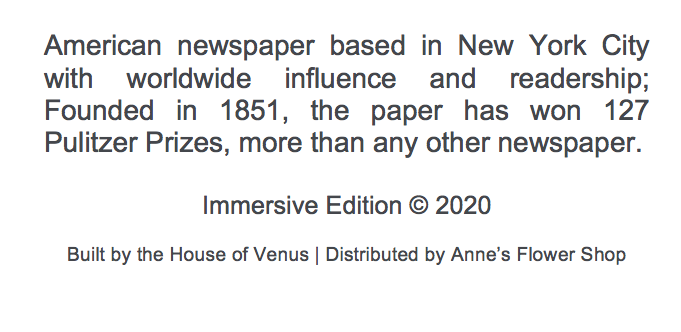 American newspaper based in New York City
with worldwide influence and readership;
Founded in 1851, the paper has won 127
Pulitzer Prizes, more than any other newspaper.
Immersive Edition © 2020
Built by the House of Venus | Distributed by Anne’s Flower Shop